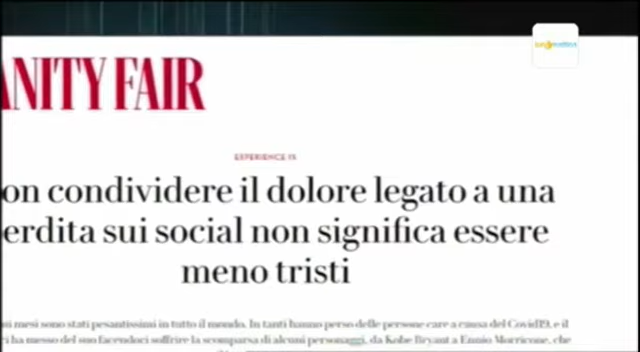 ANITY FAIR
EXPERIENCE IS
on condividere il dolore legato a una
erdita sui social non significa essere
meno tristi
mesi sono stati pesantissimi in tutto il mondo. In tanti hanno perso delle persone care a causa del Covid19, e il
ha messo del suo facendoci soffrire la scomparsa di alcuni personaggi, da Kobe Bryant a Ennio Morricone, che